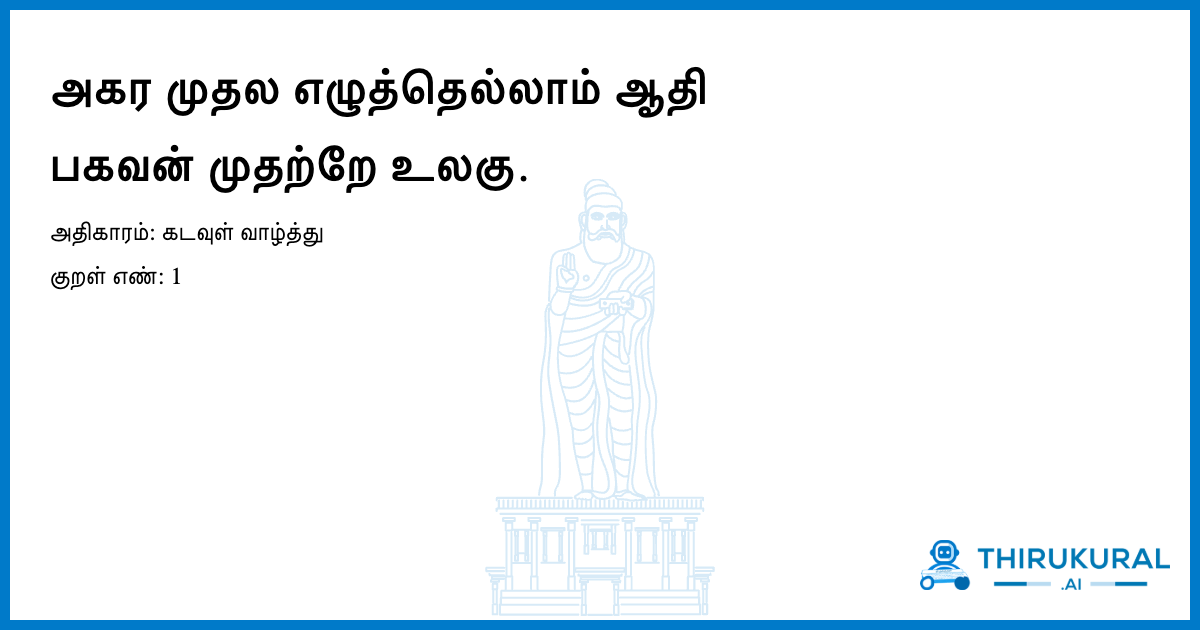 அகர முதல எழுத்தெல்லாம் ஆதி
பகவன் முதற்றே உலகு.
அதிகாரம்: கடவுள் வாழ்த்து
குறள் எண்: 1
THIRUKURAL
.AI